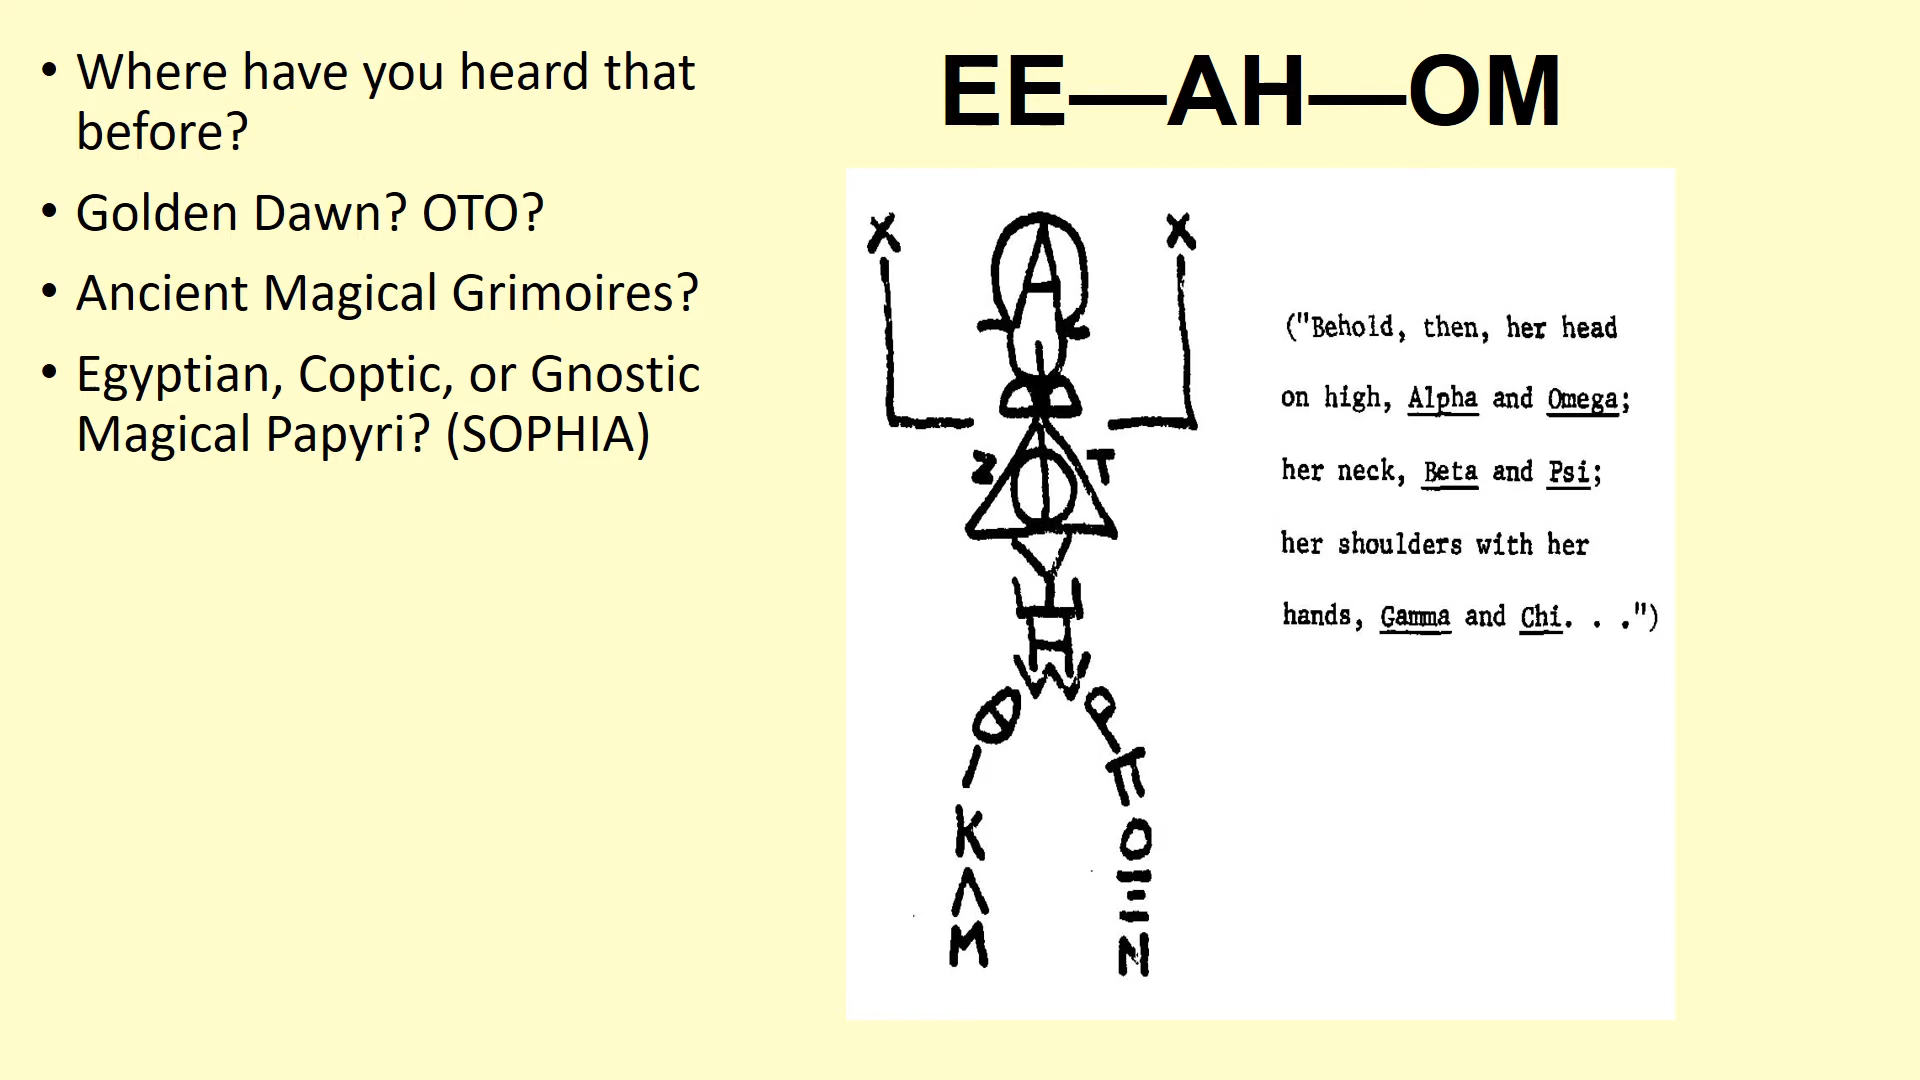 • Where have you heard that
before?
• Golden Dawn? OTO?
• Ancient Magical Grimoires?
• Egyptian, Coptic, or Gnostic
Magical Papyri? (SOPHIA)
EE—AH—OM
X X
A
Z T
H
Θ P
Ι Π
K O
Λ Ξ
M N
("Behold, then, her head
on high, Alpha and Omega;
her neck, Beta and Psi;
her shoulders with her
hands, Gamma and Chi. . .")